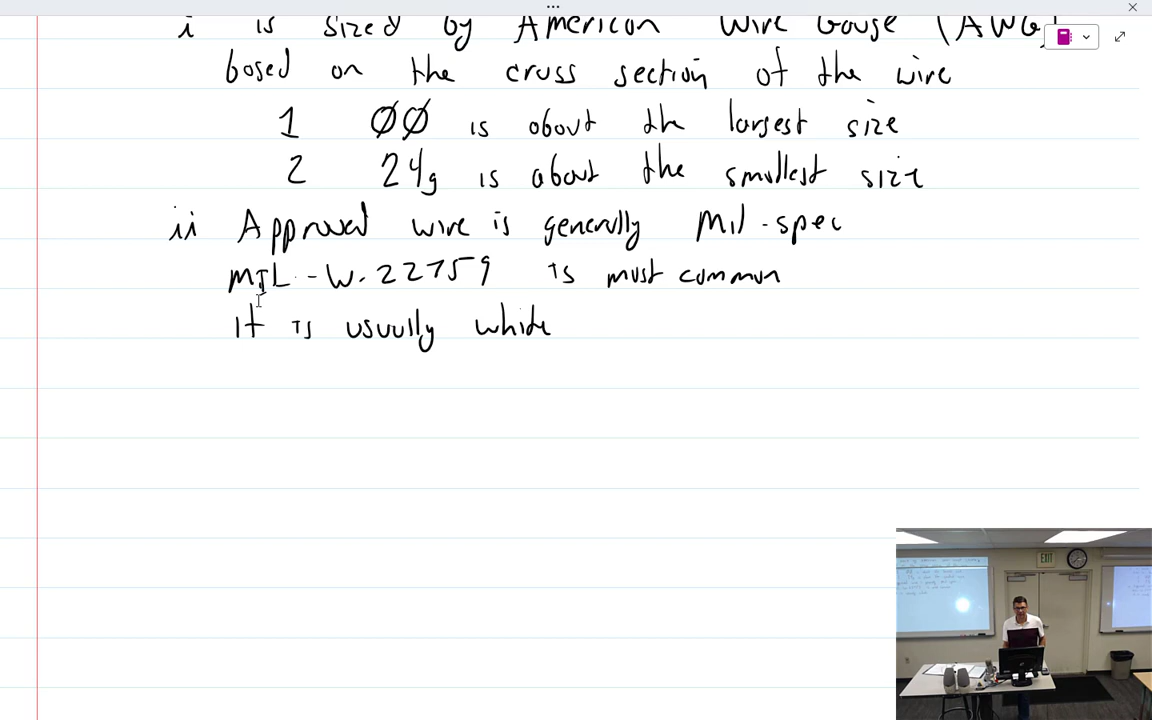 i is sized by American Wire Gauge (AWG)
based on the cross section of the wire
1 00 is about the largest size
2 24g is about the smallest size
ii Approved wire is generally Mil-spec
MIL-W-22759 is most common
It is usually white
EXIT